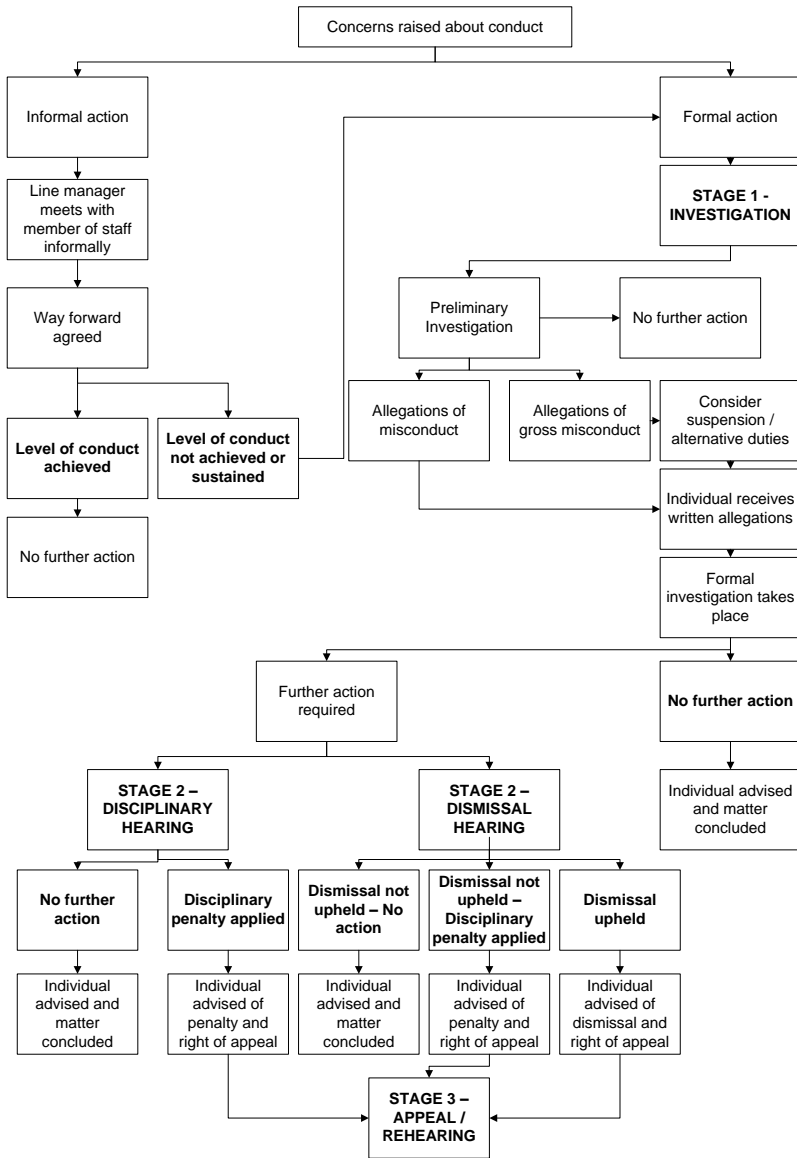 Concerns raised about conduct
Informal action
Formal action
Line manager
meets with
member of staff
informally
STAGE 1 -
INVESTIGATION
Way forward
agreed
Preliminary
Investigation
No further action
Level of conduct
achieved
Level of conduct
not achieved or
sustained
Allegations of
misconduct
Allegations of
gross misconduct
Consider
suspension /
alternative duties
No further action
Individual receives
written allegations
Formal
investigation takes
place
Further action
required
No further action
STAGE 2 –
DISCIPLINARY
HEARING
STAGE 2 –
DISMISSAL
HEARING
Individual advised
and matter
concluded
No further
action
Disciplinary
penalty applied
Dismissal not
upheld – No
action
Dismissal not
upheld –
Disciplinary
penalty applied
Dismissal
upheld
Individual
advised and
matter
concluded
Individual
advised of
penalty and
right of appeal
Individual
advised and
matter
concluded
Individual
advised of
penalty and
right of appeal
Individual
advised of
dismissal and
right of appeal
STAGE 3 –
APPEAL /
REHEARING